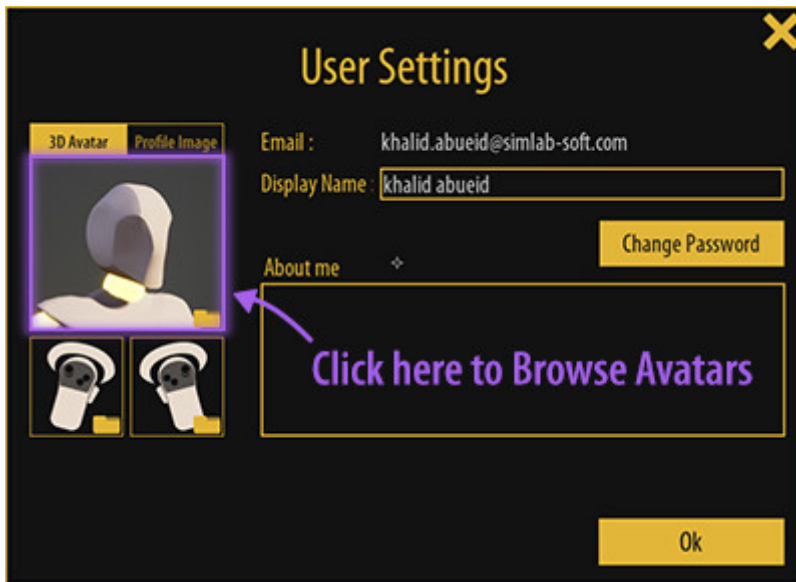 User Settings
3D Avatar Profile Image
Email : khalid.abueid@simlab-soft.com
Display Name : khalid abueid
Change Password
About me
Click here to Browse Avatars
Ok